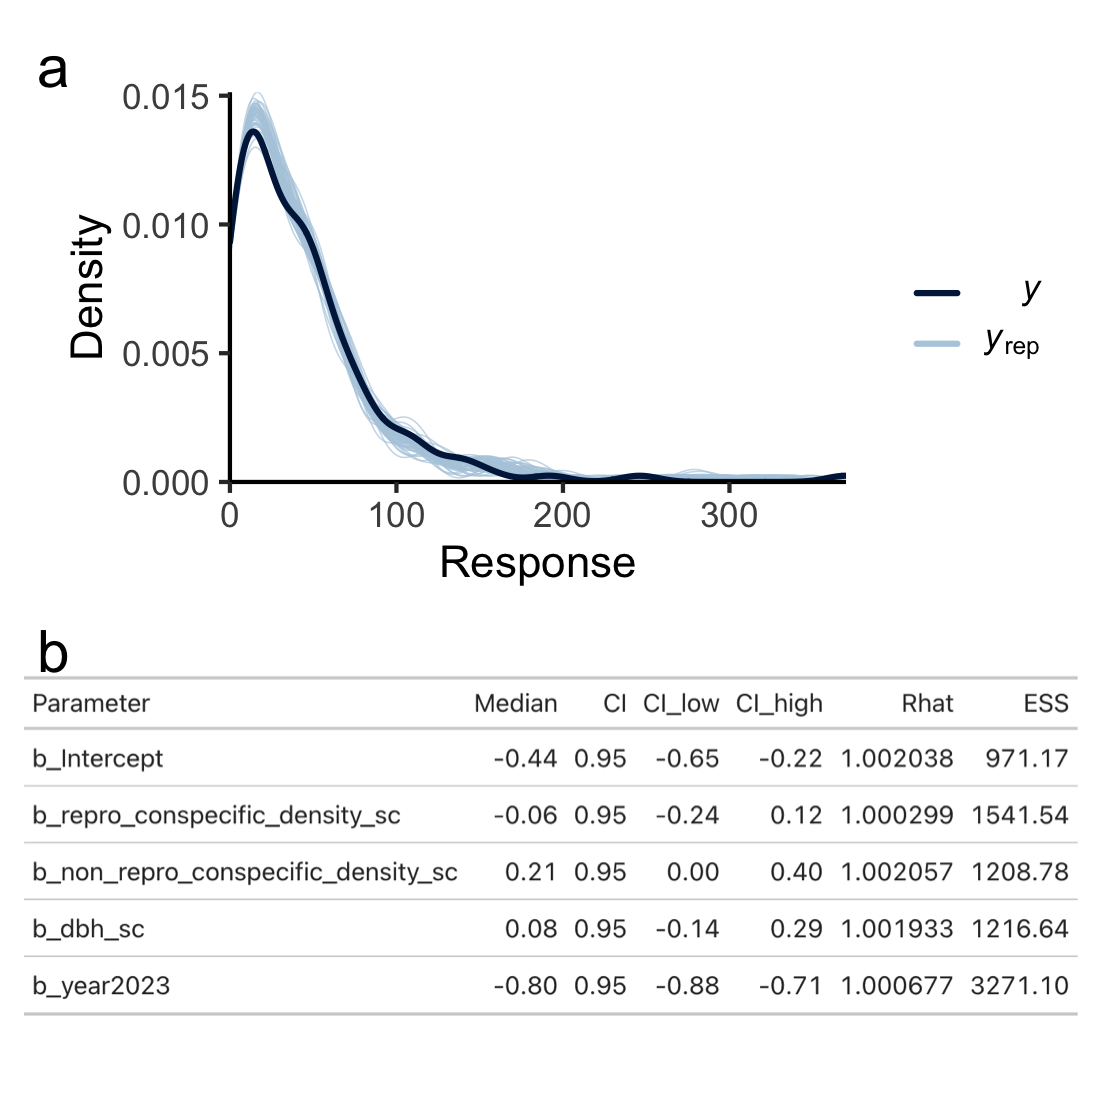 a
0.015
0.010
0.005
0.000
Density
0 100 200 300
Response
y
yrep
b
Parameter Median CI CI_low CI_high Rhat ESS
b_Intercept -0.44 0.95 -0.65 -0.22 1.002038 971.17
b_repro_conspecific_density_sc -0.06 0.95 -0.24 0.12 1.000299 1541.54
b_non_repro_conspecific_density_sc 0.21 0.95 0.00 0.40 1.002057 1208.78
b_dbh_sc 0.08 0.95 -0.14 0.29 1.001933 1216.64
b_year2023 -0.80 0.95 -0.88 -0.71 1.000677 3271.10